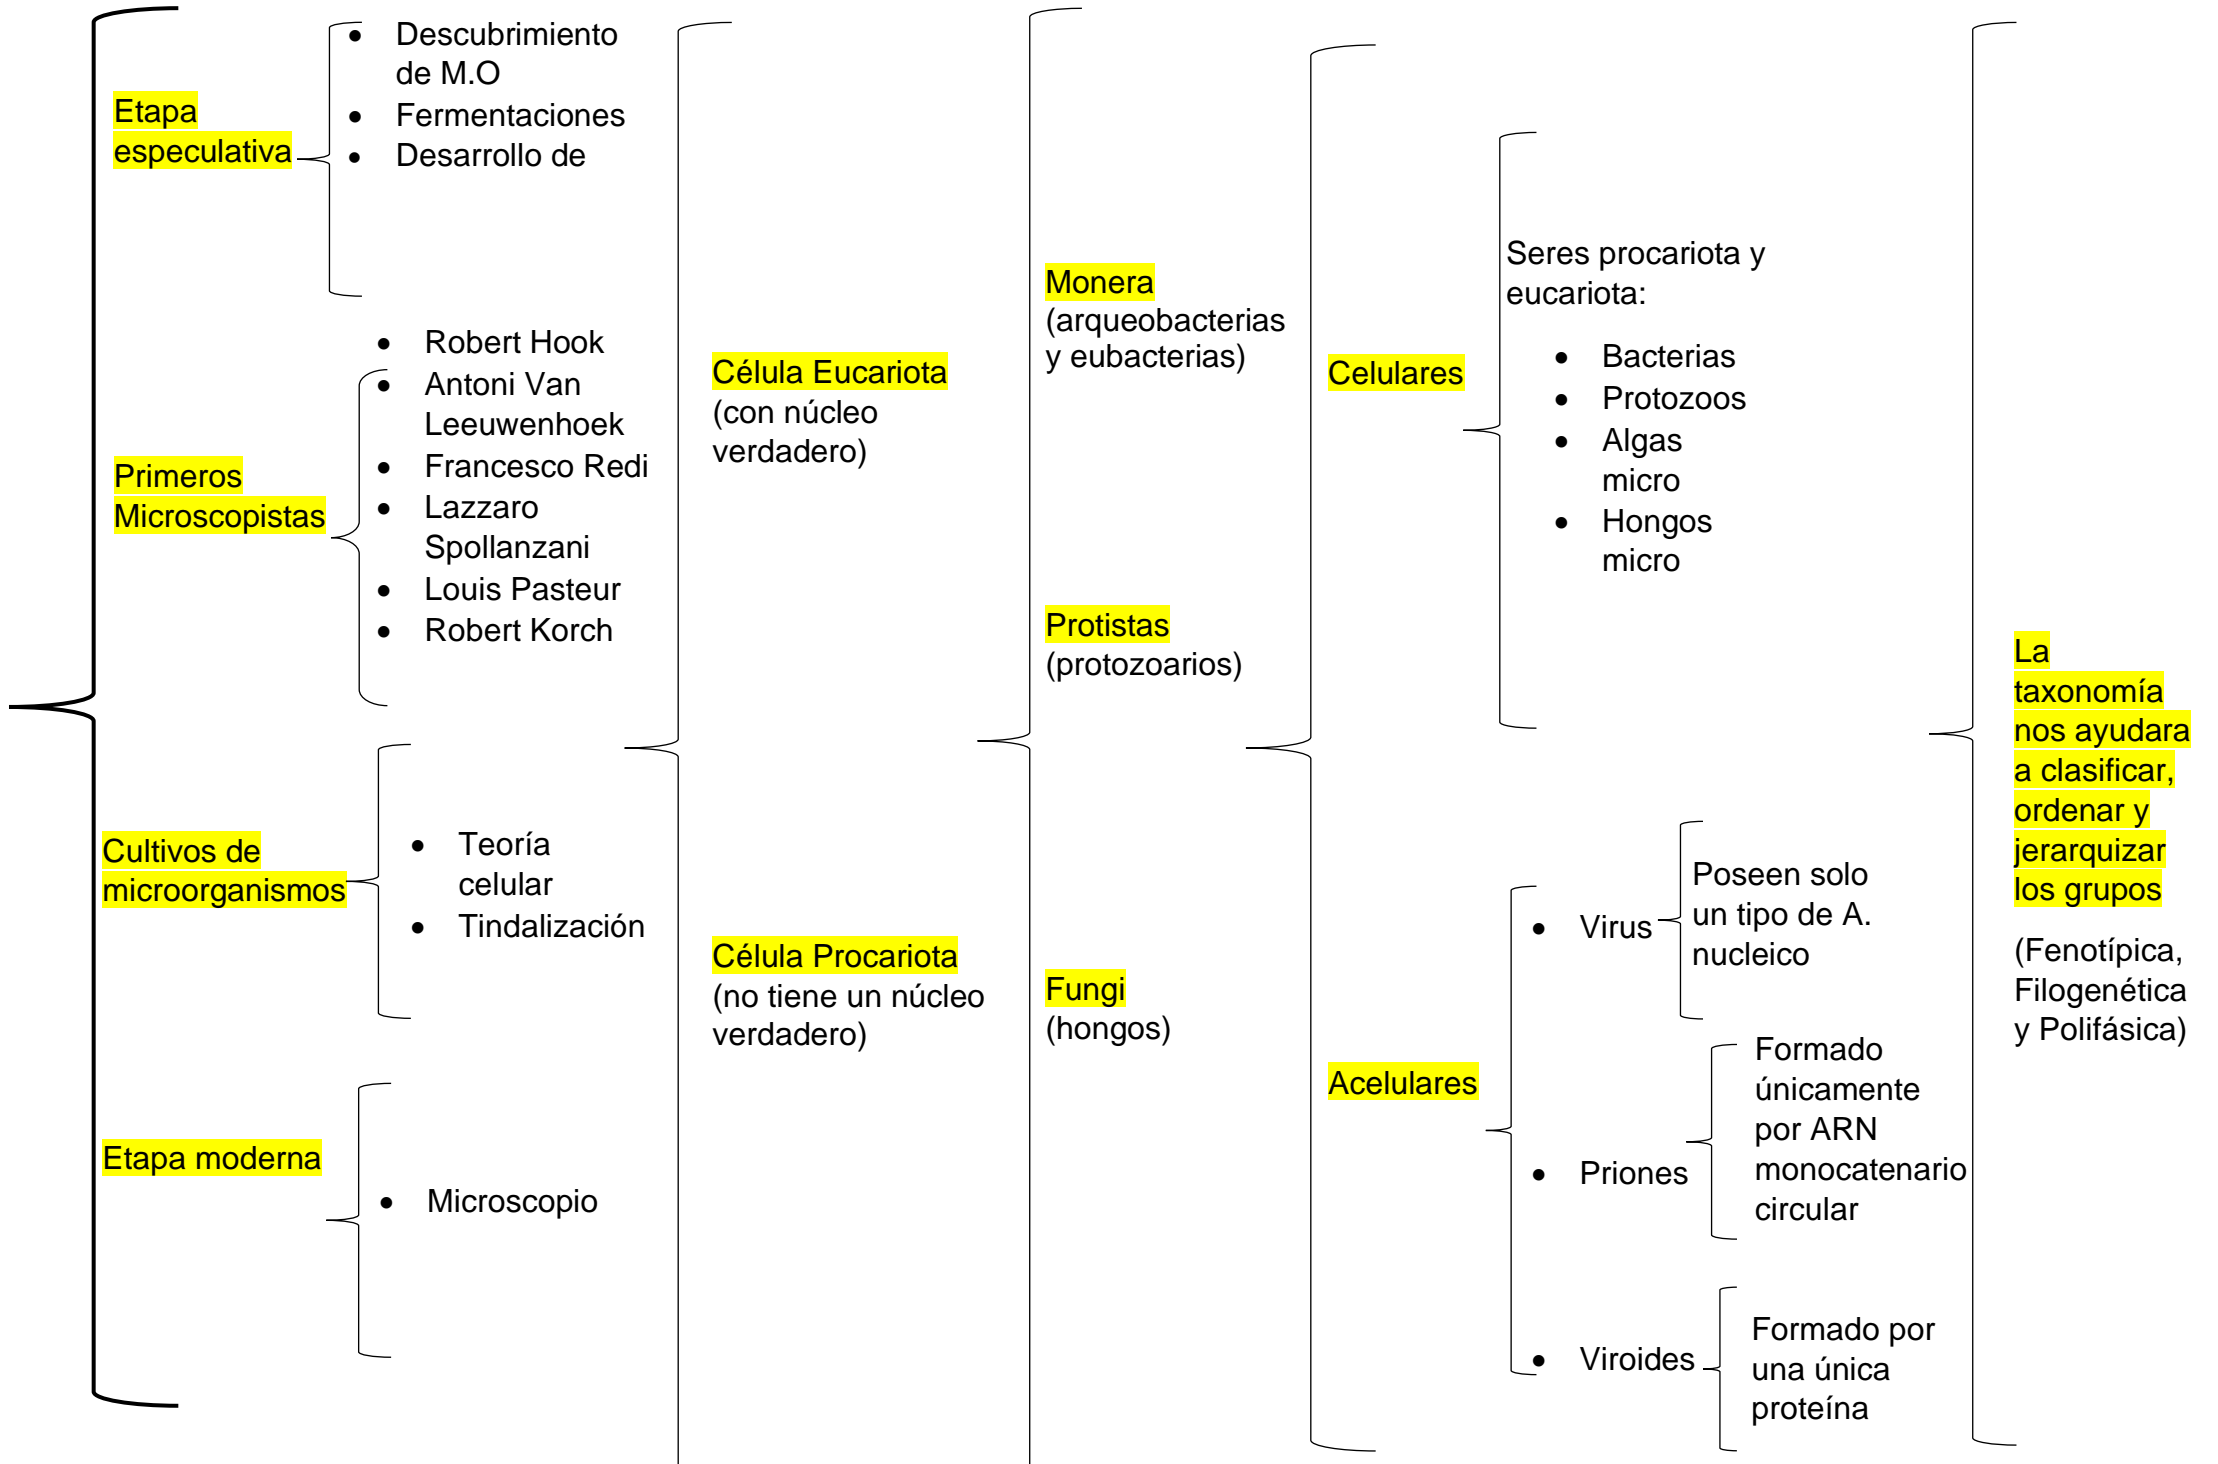 Etapa
especulativa
• Descubrimiento
de M.O
• Fermentaciones
• Desarrollo de
Primeros
Microscopistas
• Robert Hook
• Antoni Van
Leeuwenhoek
• Francesco Redi
• Lazzaro
Spollanzani
• Louis Pasteur
• Robert Korch
Cultivos de
microorganismos
• Teoría
celular
• Tindalización
Etapa moderna
• Microscopio
Célula Eucariota
(con núcleo
verdadero)
Célula Procariota
(no tiene un núcleo
verdadero)
Monera
(arqueobacterias
y eubacterias)
Protistas
(protozoarios)
Fungi
(hongos)
Celulares
Seres procariota y
eucariota:
• Bacterias
• Protozoos
• Algas
micro
• Hongos
micro
Acelulares
• Virus
Poseen solo
un tipo de A.
nucleico
• Priones
Formado
únicamente
por ARN
monocatenario
circular
• Viroides
Formado por
una única
proteína
La
taxonomía
nos ayudara
a clasificar,
ordenar y
jerarquizar
los grupos
(Fenotípica,
Filogenética
y Polifásica)